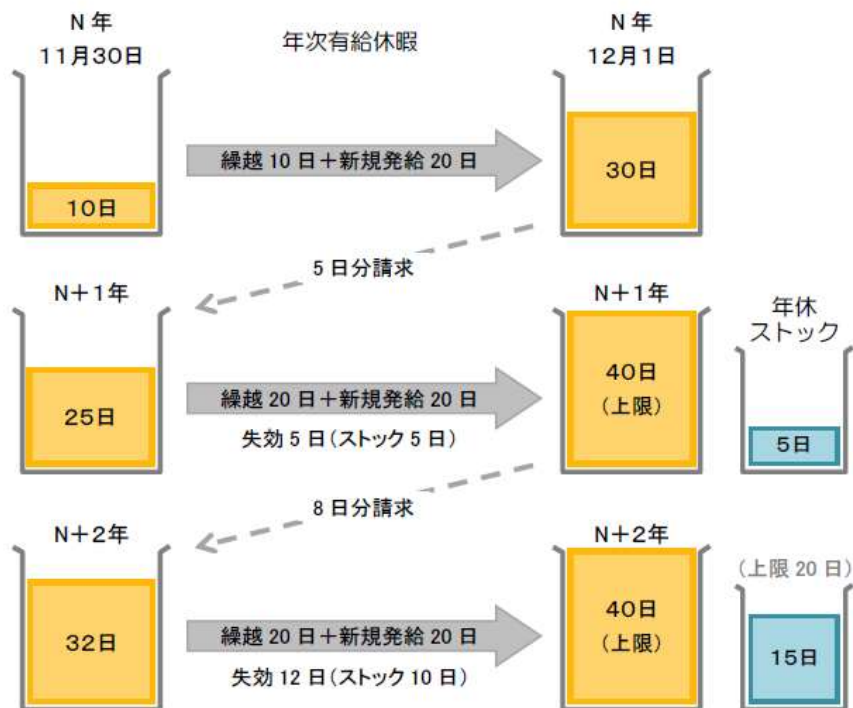 N 年
11月30日
年次有給休暇
N 年
12月1日
繰越 10 日＋新規発給 20 日
10日
30日
5 日分請求
N＋1年
N＋1年
年休
ストック
25日
繰越 20 日＋新規発給 20 日
失効 5 日（ストック 5 日）
40日
（上限）
5日
8 日分請求
N＋2年
N＋2年
（上限 20 日）
32日
繰越 20 日＋新規発給 20 日
失効 12 日（ストック 10 日）
40日
（上限）
15日